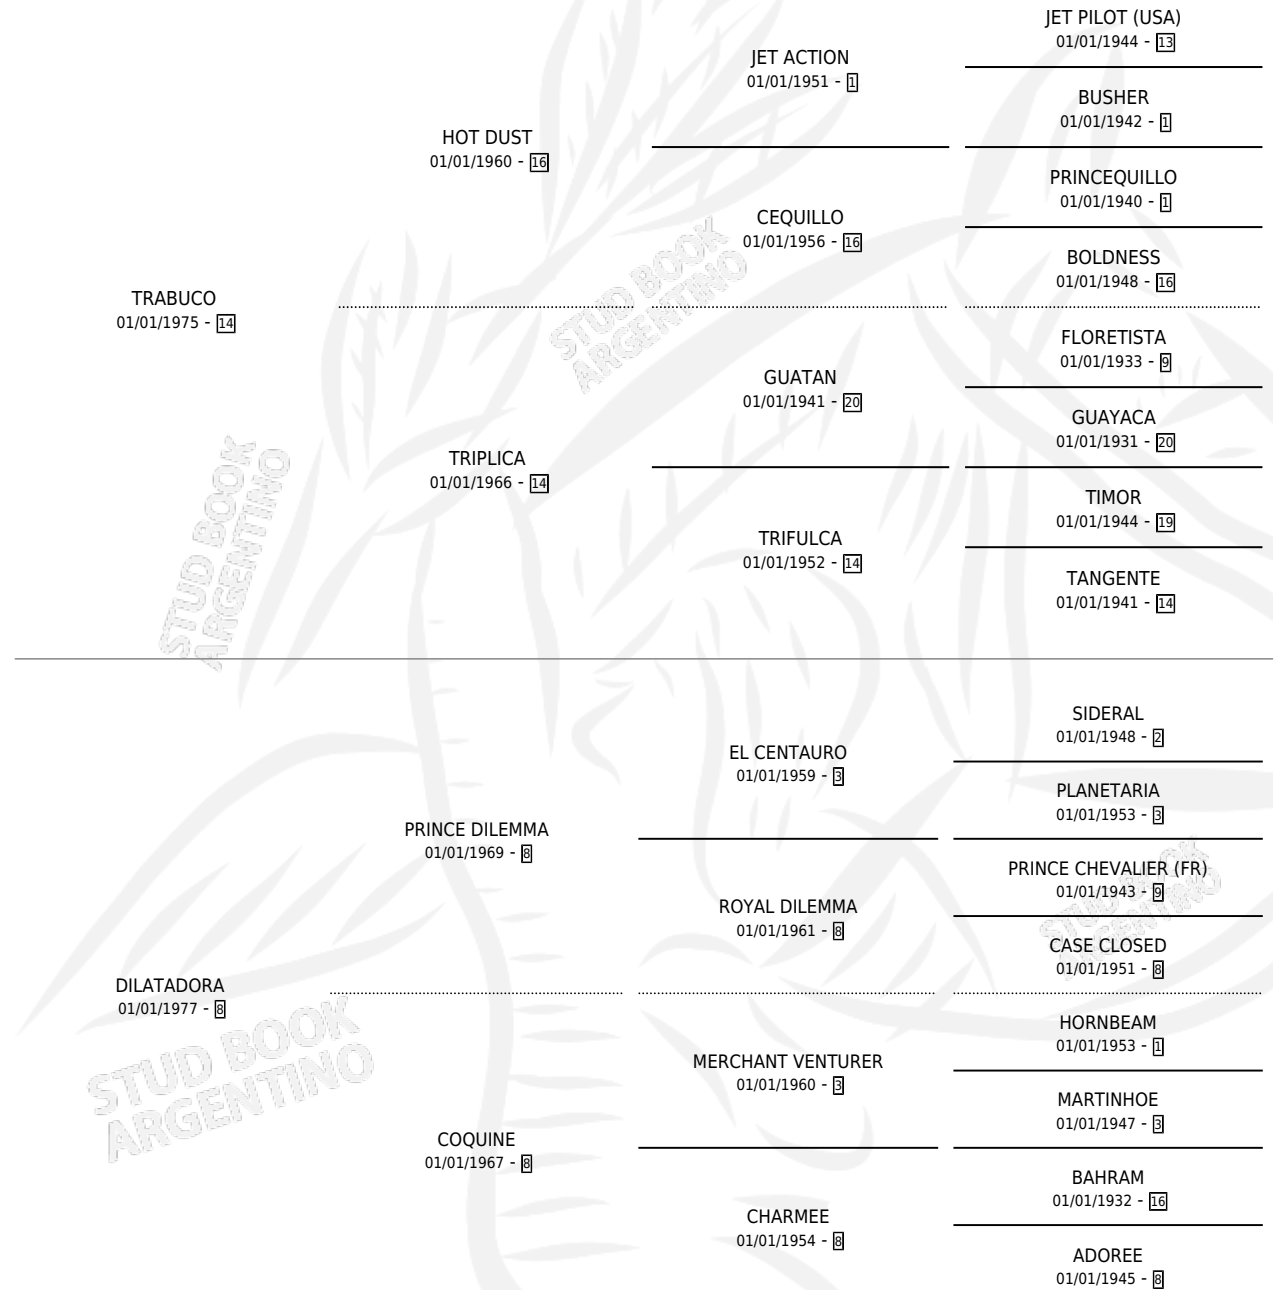 JET PILOT (USA)
01/01/1944 - 13
JET ACTION
01/01/1951 - 1
BUSHER
01/01/1942 - 1
HOT DUST
01/01/1960 - 16
PRINCEQUILLO
01/01/1940 - 1
CEQUILLO
01/01/1956 - 16
BOLDNESS
01/01/1948 - 16
TRABUCO
01/01/1975 - 14
FLORETISTA
01/01/1933 - 9
GUATAN
01/01/1941 - 20
GUAYACA
01/01/1931 - 20
TRIPLICA
01/01/1966 - 14
TIMOR
01/01/1944 - 19
TRIFULCA
01/01/1952 - 14
TANGENTE
01/01/1941 - 14
SIDERAL
01/01/1948 - 2
EL CENTAURO
01/01/1959 - 3
PLANETARIA
01/01/1953 - 3
PRINCE DILEMMA
01/01/1969 - 8
PRINCE CHEVALIER (FR)
01/01/1943 - 9
ROYAL DILEMMA
01/01/1961 - 8
CASE CLOSED
01/01/1951 - 8
DILATADORA
01/01/1977 - 8
HORNBEAM
01/01/1953 - 1
MERCHANT VENTURER
01/01/1960 - 3
MARTINHOE
01/01/1947 - 3
COQUINE
01/01/1967 - 8
BAHRAM
01/01/1932 - 16
CHARMEE
01/01/1954 - 8
ADOREE
01/01/1945 - 8
STUD BOOK
ARGENTINO
STUD BOOK
ARGENTINO
STUD BOOK
ARGENTINO
STUD BOOK
ARGENTINO